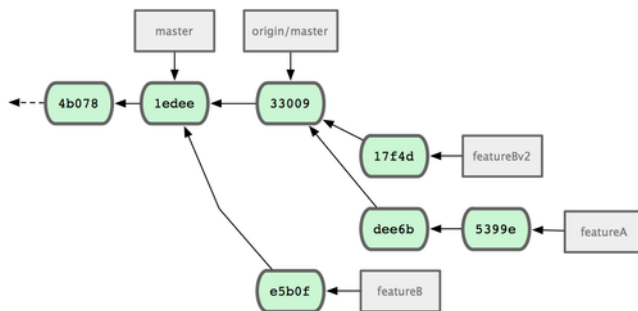 master
origin/master
4b078
1edee
33009
17f4d
featureBv2
dee6b
5399e
featureA
e5b0f
featureB